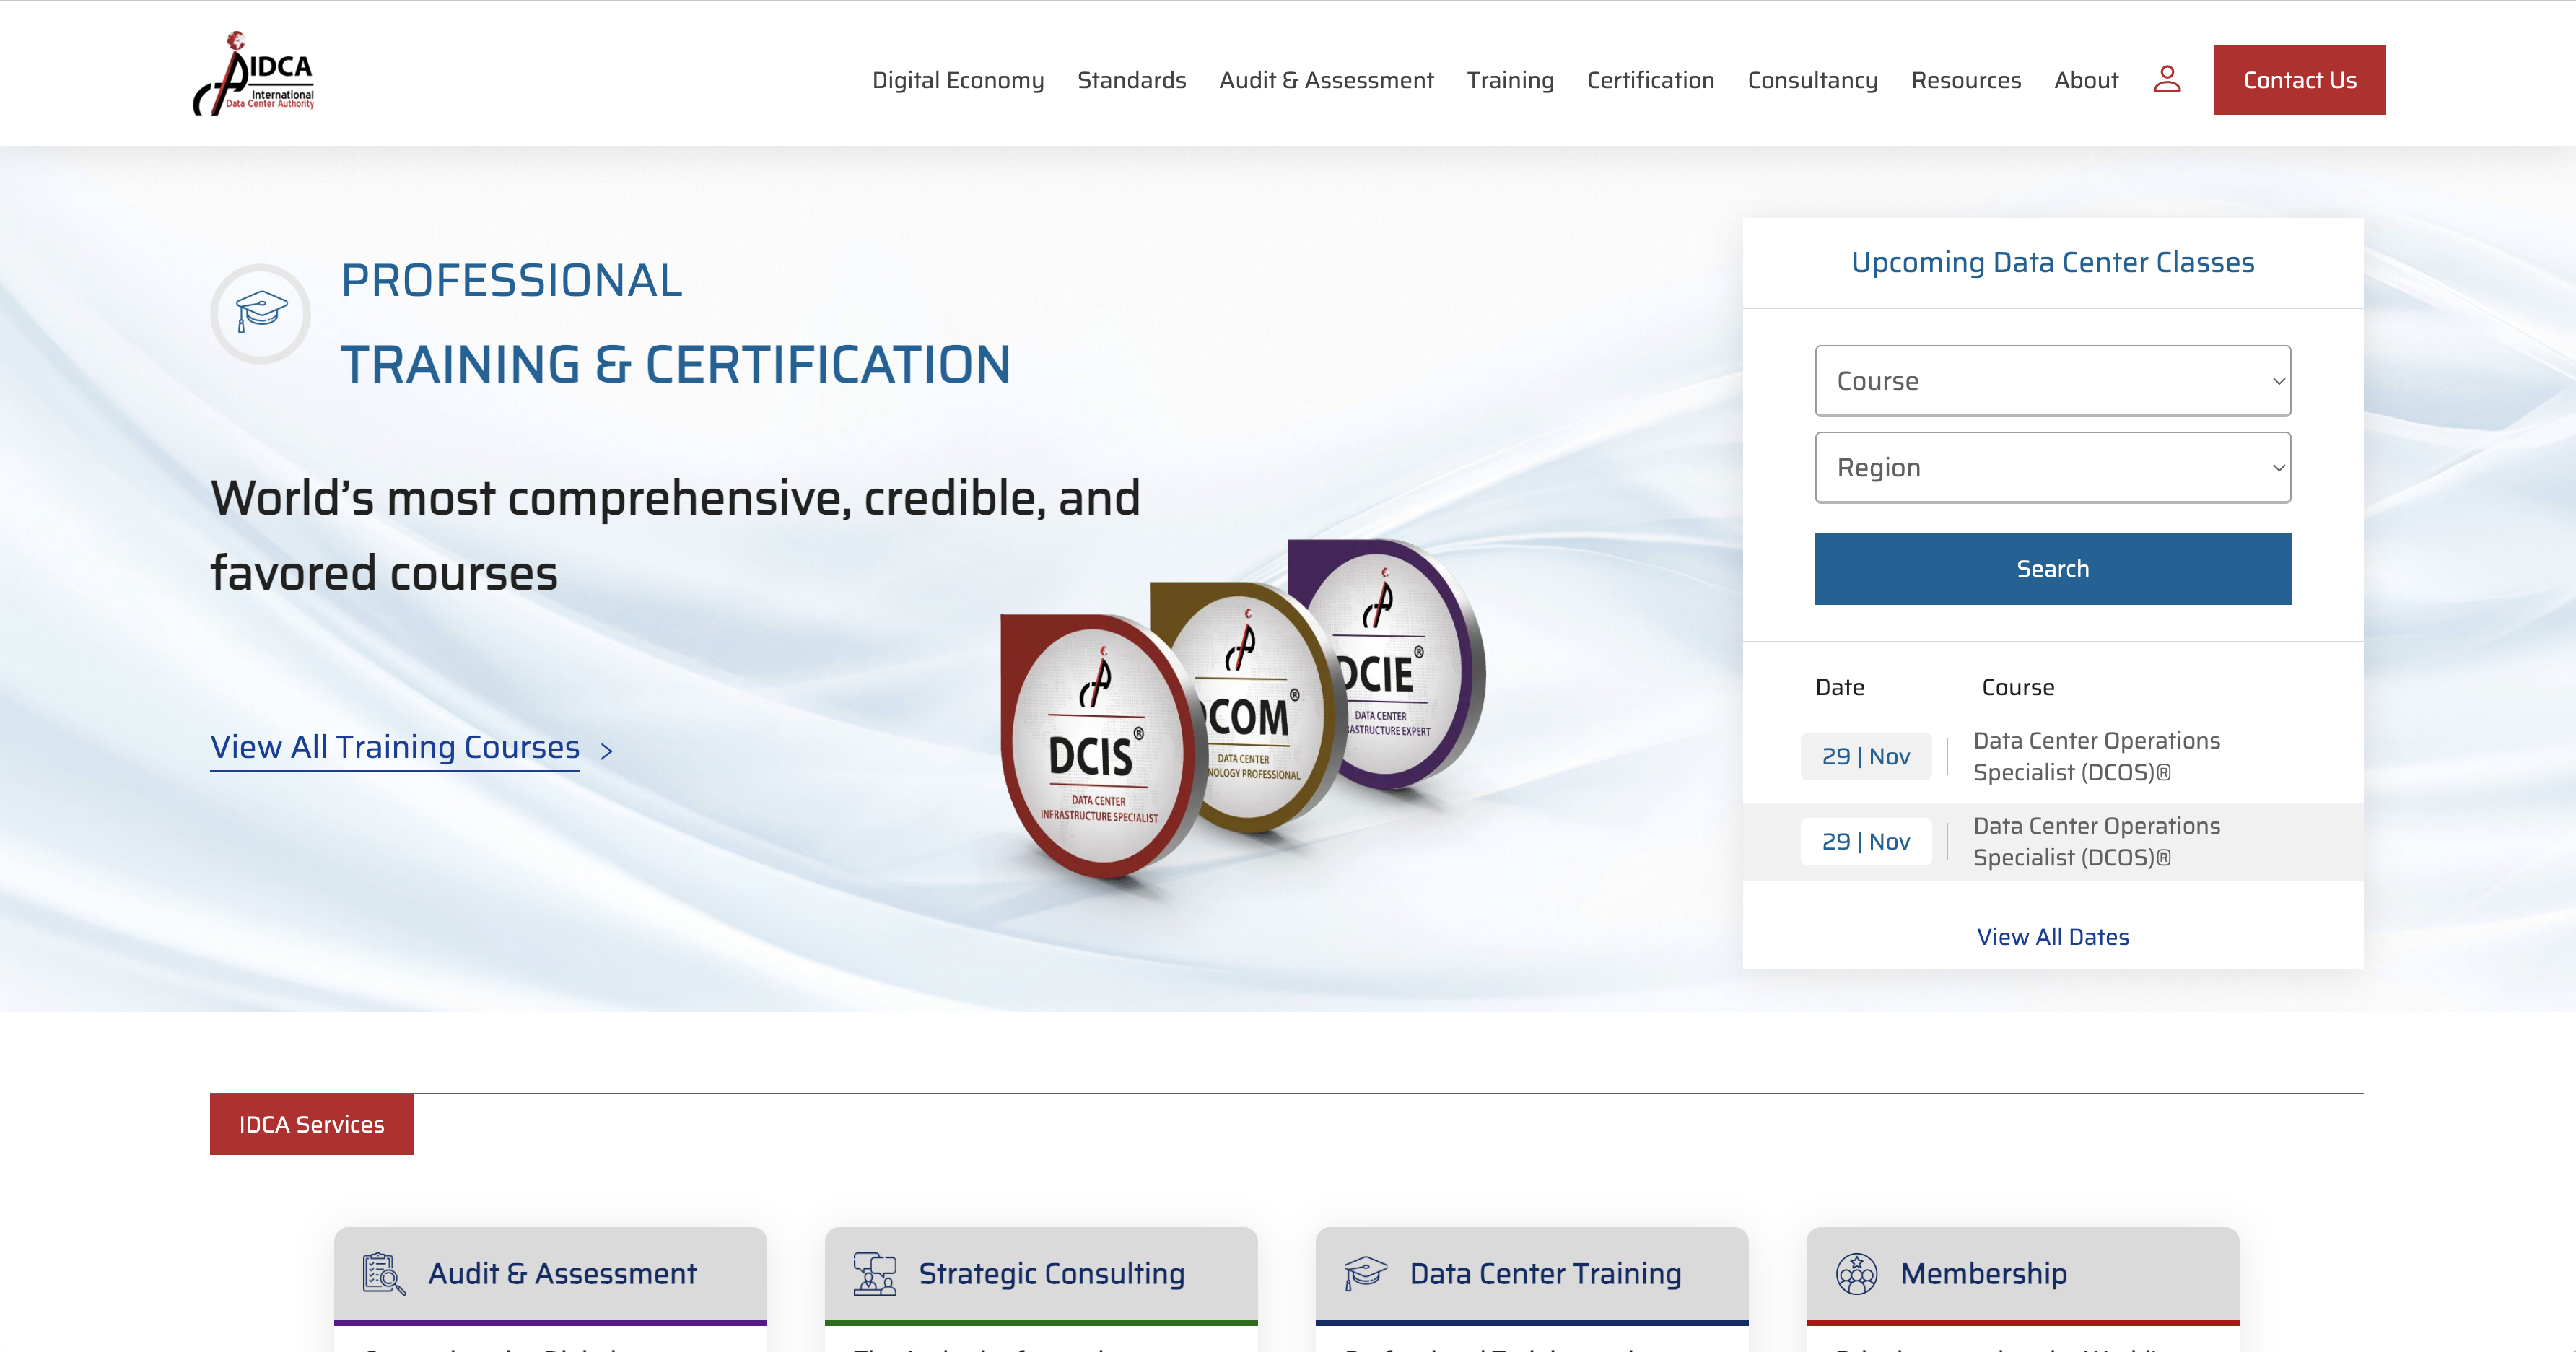 IDCA
International
Data Center Authority
Digital Economy
Standards
Audit & Assessment
Training
Certification
Consultancy
Resources
About
Contact Us
PROFESSIONAL
TRAINING & CERTIFICATION
World's most comprehensive, credible, and
favored courses
View All Training Courses
DCIS®
DATA CENTER
INFRASTRUCTURE SPECIALIST
COM®
DATA CENTER
NOLOGY PROFESSIONAL
DCIE®
DATA CENTER
ASTRUCTURE EXPERT
Upcoming Data Center Classes
Course
Region
Search
Date Course
29 | Nov
Data Center Operations
Specialist (DCOS)®
29 | Nov
Data Center Operations
Specialist (DCOS)®
View All Dates
IDCA Services
Audit & Assessment
Strategic Consulting
Data Center Training
Membership